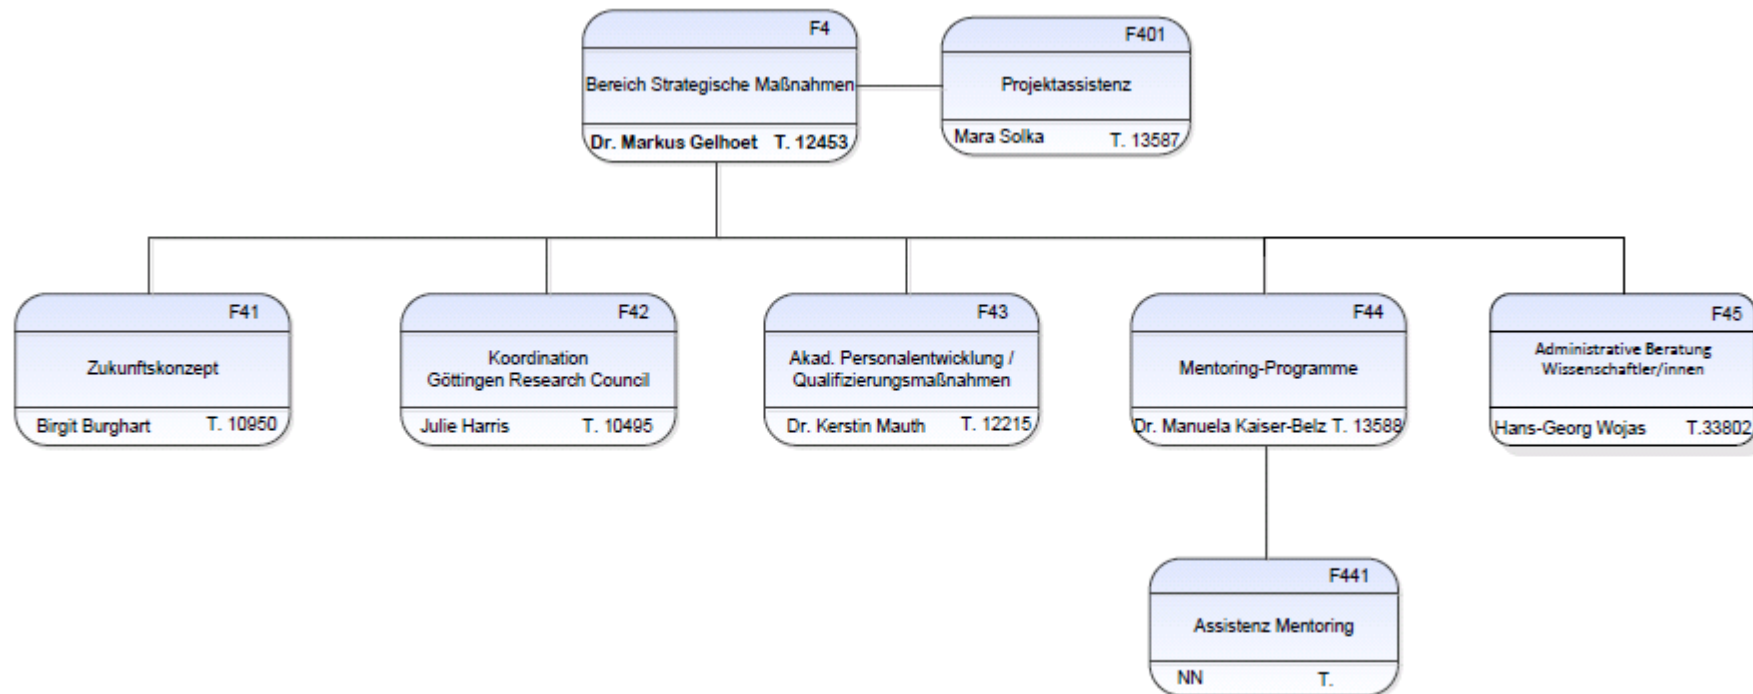 F4
Bereich Strategische Maßnahmen
Dr. Markus Gelhoet T. 12453
F401
Projektassistenz
Mara Solka T. 13587
F41
Zukunftskonzept
Birgit Burghart T. 10950
F42
Koordination
Göttingen Research Council
Julie Harris T. 10495
F43
Akad. Personalentwicklung /
Qualifizierungsmaßnahmen
Dr. Kerstin Mauth T. 12215
F44
Mentoring-Programme
Dr. Manuela Kaiser-Belz T. 13588
F45
Administrative Beratung
Wissenschaftler/innen
Hans-Georg Wojas T.33802
F441
Assistenz Mentoring
NN T.